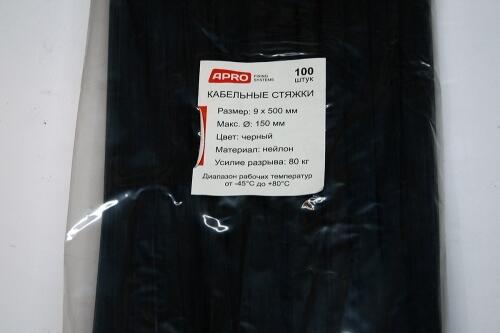 APRO FIXING SYSTEMS 100 штук
КАБЕЛЬНЫЕ СТЯЖКИ
Размер: 9 x 500 мм
Макс. Ø: 150 мм
Цвет: черный
Материал: нейлон
Усилие разрыва: 80 кг
Диапазон рабочих температур
от -45°C до +80°C